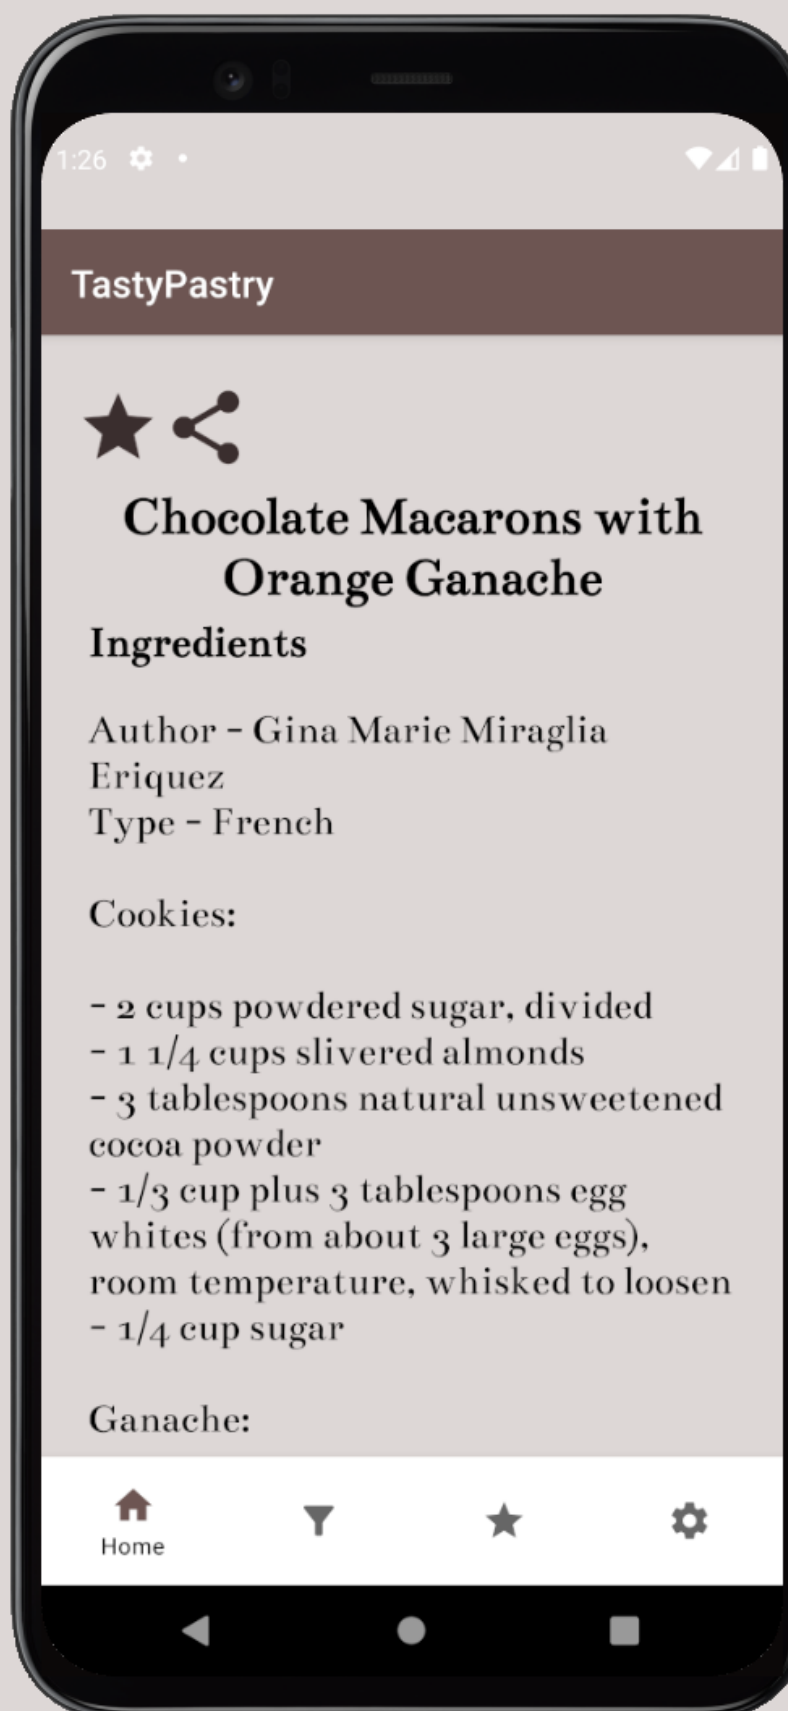 1:26
TastyPastry
Chocolate Macarons with
Orange Ganache
Ingredients
Author - Gina Marie Miraglia
Eriquez
Type - French
Cookies:
- 2 cups powdered sugar, divided
- 1 1/4 cups slivered almonds
- 3 tablespoons natural unsweetened
cocoa powder
- 1/3 cup plus 3 tablespoons egg
whites (from about 3 large eggs),
room temperature, whisked to loosen
- 1/4 cup sugar
Ganache:
Home